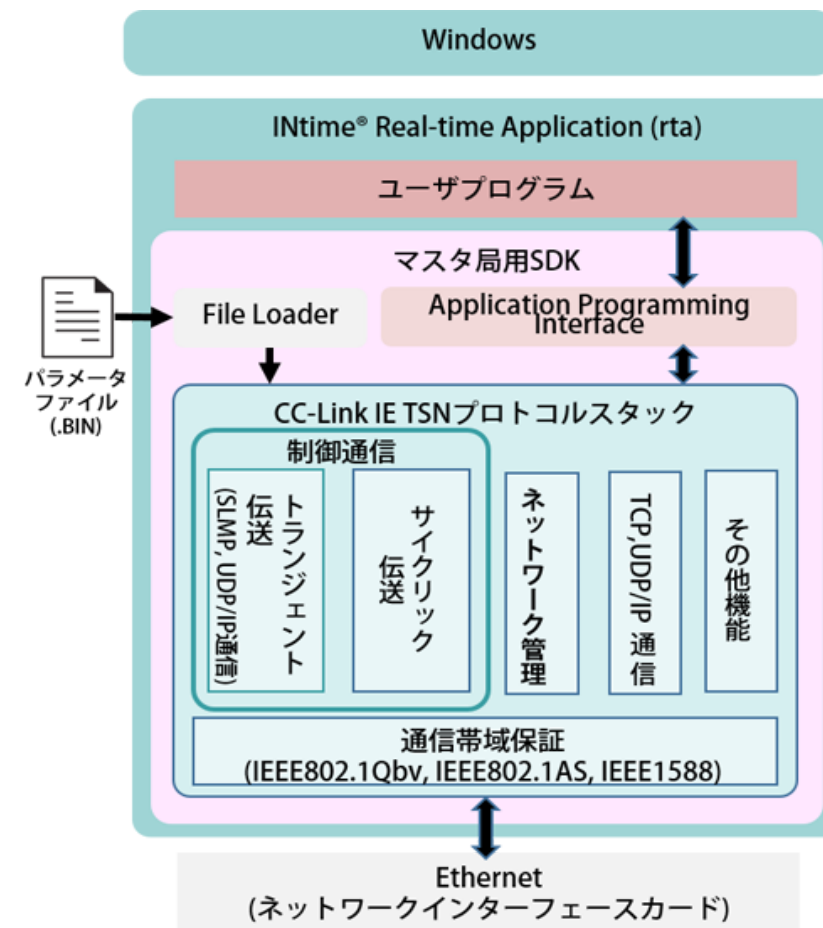 Windows
INtime® Real-time Application (rta)
ユーザプログラム
マスタ局用SDK
File Loader
Application Programming
Interface
パラメータ
ファイル
(.BIN)
CC-Link IE TSNプロトコルスタック
制御通信
トランジェント
伝送
(SLMP, UDP/IP通信)
サイクリック
伝送
ネットワーク管理
TCP,UDP/IP 通信
その他機能
通信帯域保証
(IEEE802.1Qbv, IEEE802.1AS, IEEE1588)
Ethernet
(ネットワークインターフェースカード)